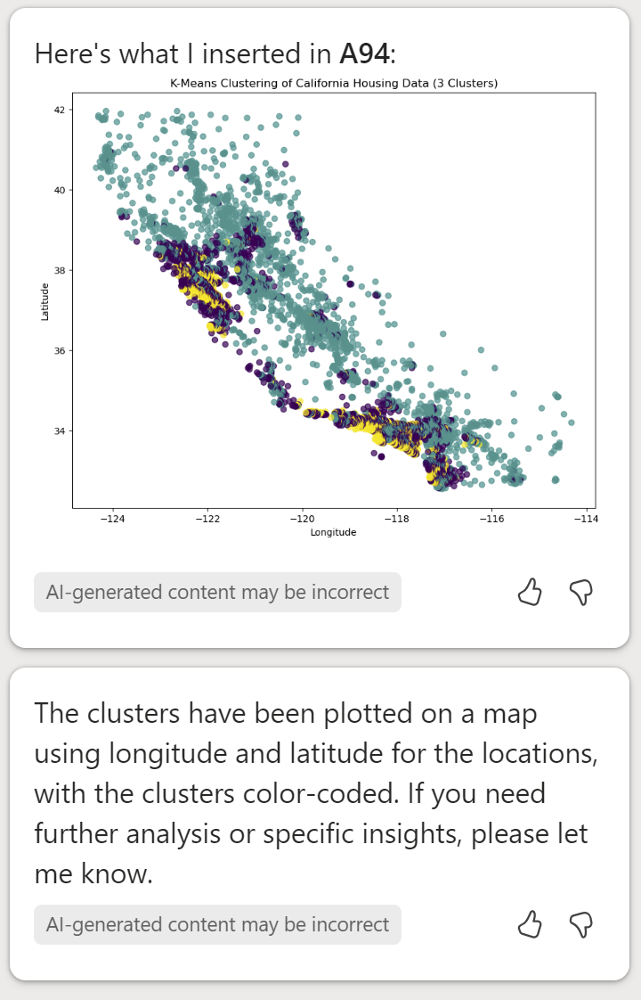 Here's what I inserted in A94:
K-Means Clustering of California Housing Data (3 Clusters)
42
40
38
36
34
Latitude
−124 −122 −120 −118 −116 −114
Longitude
AI-generated content may be incorrect
The clusters have been plotted on a map
using longitude and latitude for the locations,
with the clusters color-coded. If you need
further analysis or specific insights, please let
me know.
AI-generated content may be incorrect